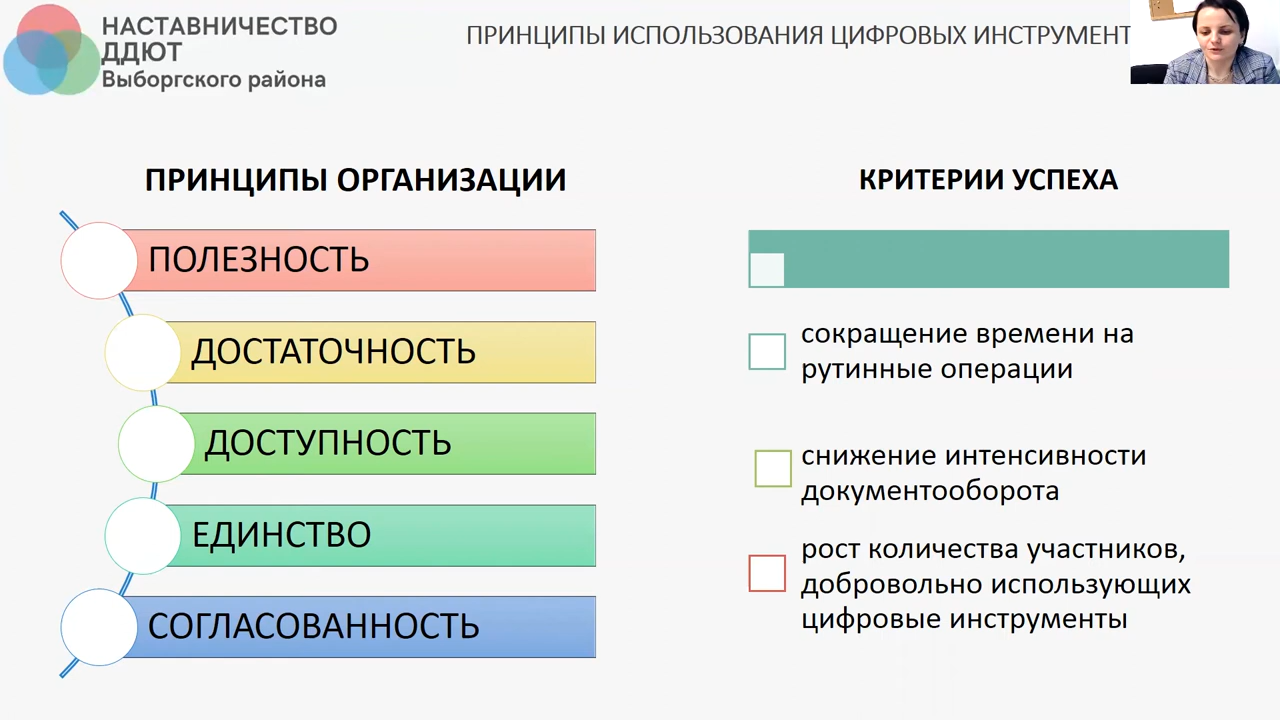 НАСТАВНИЧЕСТВО
ДДЮТ
Выборгского района
ПРИНЦИПЫ ИСПОЛЬЗОВАНИЯ ЦИФРОВЫХ ИНСТРУМЕНТ
ПРИНЦИПЫ ОРГАНИЗАЦИИ
ПОЛЕЗНОСТЬ
ДОСТАТОЧНОСТЬ
ДОСТУПНОСТЬ
ЕДИНСТВО
СОГЛАСОВАННОСТЬ
КРИТЕРИИ УСПЕХА
сокращение времени на
рутинные операции
снижение интенсивности
документооборота
рост количества участников,
добровольно использующих
цифровые инструменты